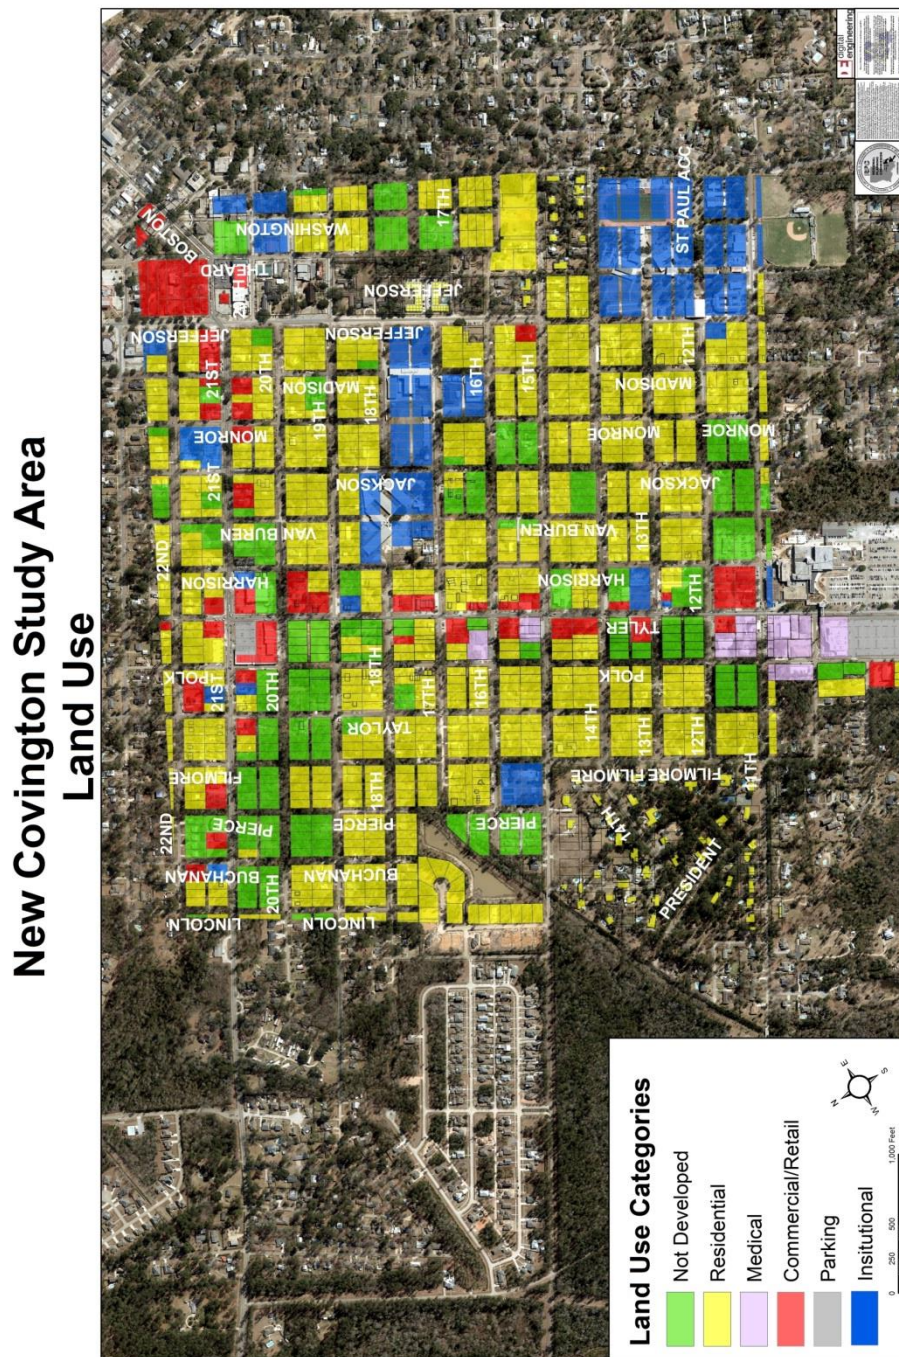 New Covington Study Area
Land Use
BOSTON
THEARD
WASHINGTON
17TH
ST PAUL
JEFFERSON
JEFFERSON
JEFFERSON
21ST
20TH
MADISON
19TH
18TH
16TH
15TH
MADISON
12TH
MONROE
21ST
MONROE
MONROE
JACKSON
JACKSON
VAN BUREN
VAN BUREN
13TH
22ND
HARRISON
HARRISON
12TH
TYLER
POLK
21ST
20TH
18TH
17TH
16TH
POLK
TAYLOR
14TH
13TH
12TH
11TH
FILMORE
18TH
FILMORE
FILMORE
22ND
PIERCE
PIERCE
PIERCE
14TH
PRESIDENT
BUCHANAN
20TH
BUCHANAN
LINCOLN
LINCOLN
digital
engineering
Land Use Categories
Not Developed
Residential
Medical
Commercial/Retail
Parking
Insitutional
0 250 500 1,000 Feet
N
E
S
W